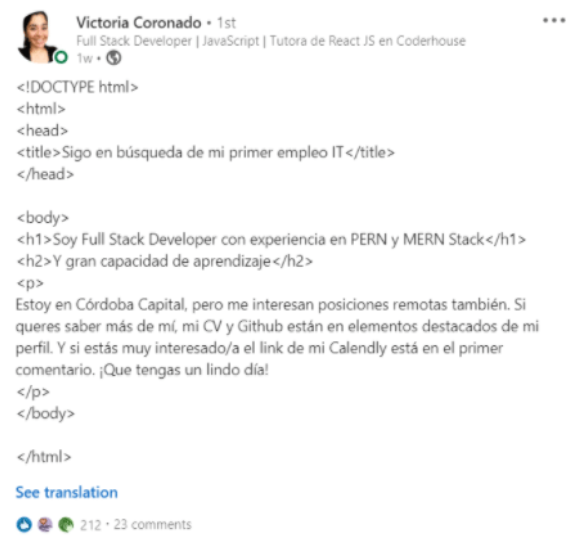 Victoria Coronado • 1st
Full Stack Developer | JavaScript | Tutora de React JS en Coderhouse
1w •
<!DOCTYPE html>
<html>
<head>
<title>Sigo en búsqueda de mi primer empleo IT</title>
</head>
<body>
<h1>Soy Full Stack Developer con experiencia en PERN y MERN Stack</h1>
<h2>Y gran capacidad de aprendizaje</h2>
<p>
Estoy en Córdoba Capital, pero me interesan posiciones remotas también. Si
queres saber más de mí, mi CV y Github están en elementos destacados de mi
perfil. Y si estás muy interesado/a el link de mi Calendly está en el primer
comentario. ¡Que tengas un lindo día!
</p>
</body>
</html>
See translation
212 · 23 comments